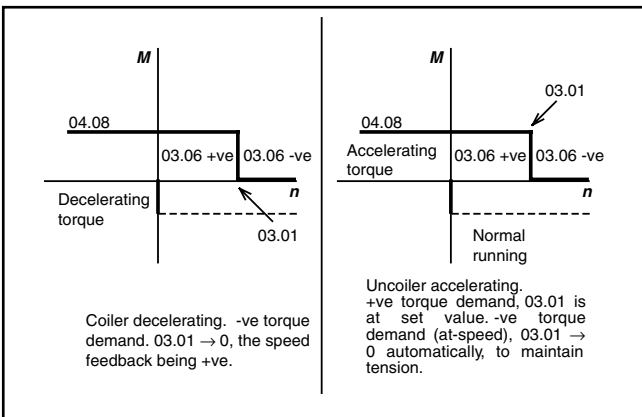 M
04.08
03.06 +ve
03.06 -ve
n
Decelerating
torque
03.01
Coiler decelerating. -ve torque
demand. 03.01 → 0, the speed
feedback being +ve.
M
03.01
04.08
Accelerating
torque
03.06 +ve
03.06 -ve
n
Normal
running
Uncoiler accelerating.
+ve torque demand, 03.01 is
at set value. -ve torque
demand (at-speed), 03.01 →
0 automatically, to maintain
tension.